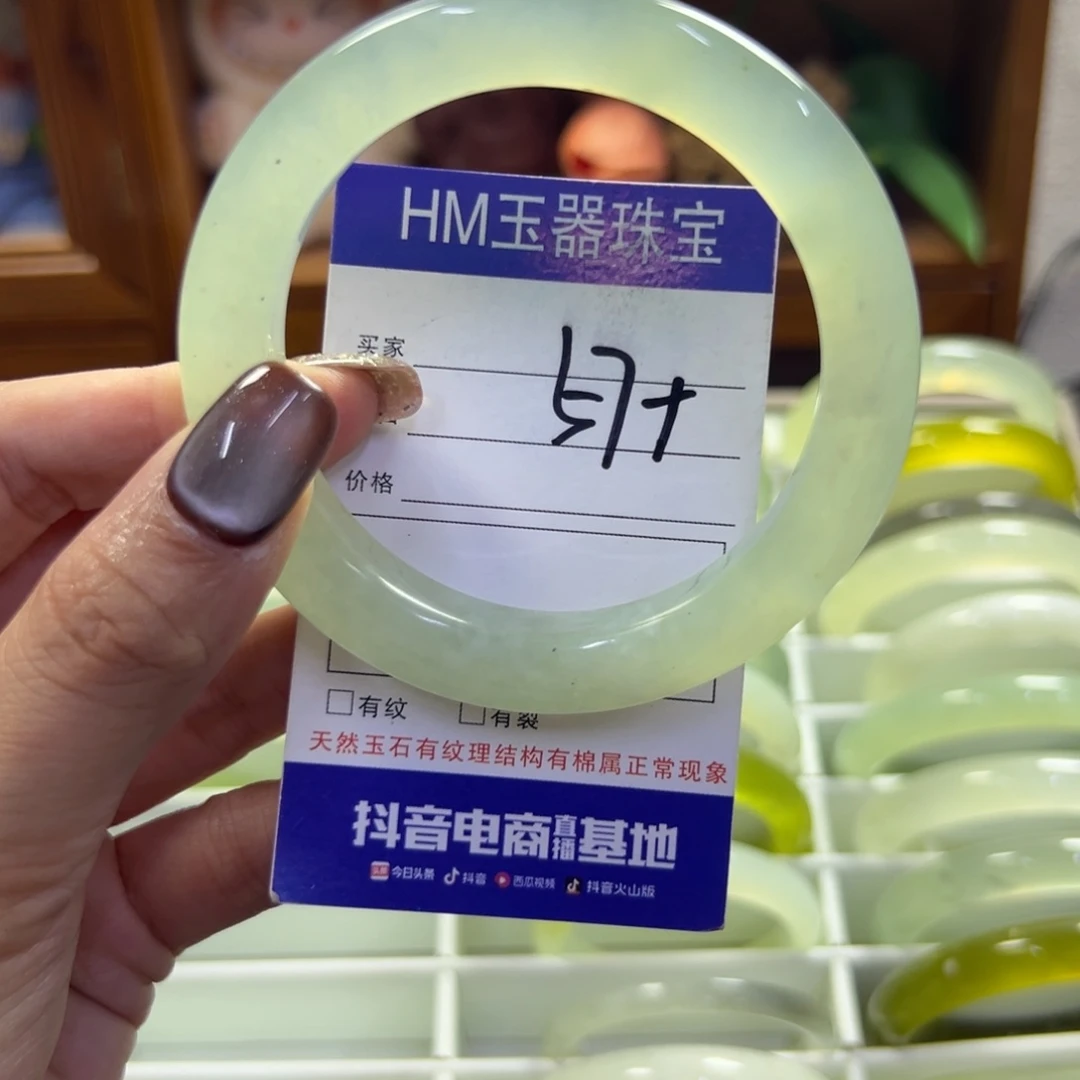 HM玉器珠宝
买家
价格
□有纹 □有裂
天然玉石有纹理结构有棉属正常现象
抖音电商直播基地
今日头条 抖音 西瓜视频 抖音火山版